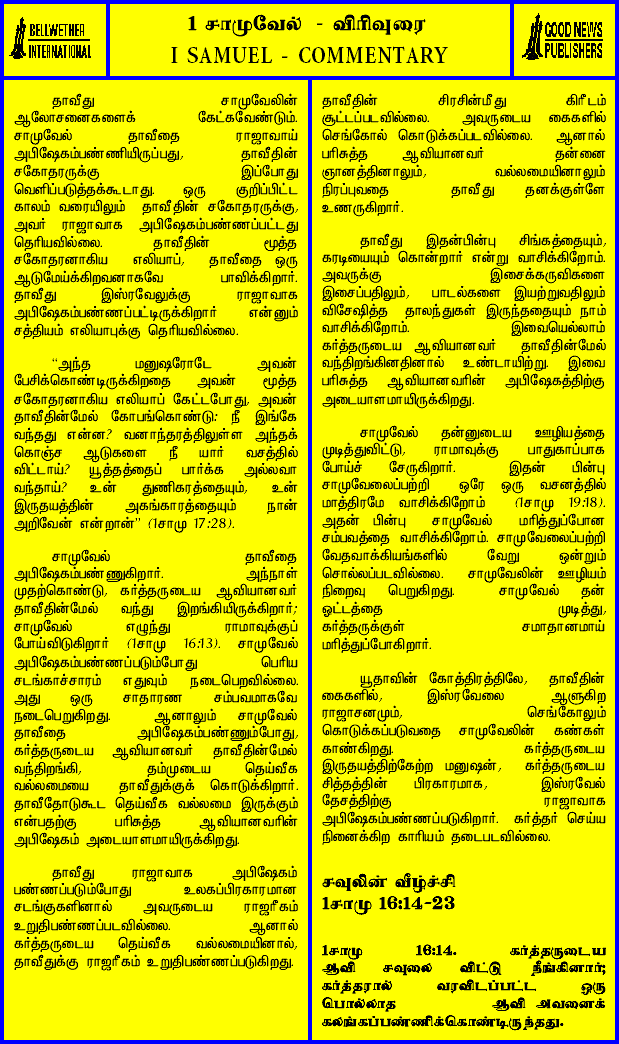 BELLWETHER
INTERNATIONAL
1 சாமுவேல் - விரிவுரை
I SAMUEL - COMMENTARY
GOOD NEWS
PUBLISHERS
தாவீது சாமுவேலின்
ஆலோசனைகளைக் கேட்கவேண்டும்.
சாமுவேல் தாவீதை ராஜாவாய்
அபிஷேகம்பண்ணியிருப்பது, தாவீதின்
சகோதரருக்கு இப்போது
வெளிப்படுத்தக்கூடாது. ஒரு குறிப்பிட்ட
காலம் வரையிலும் தாவீதின் சகோதரருக்கு,
அவர் ராஜாவாக அபிஷேகம்பண்ணப்பட்டது
தெரியவில்லை. தாவீதின் மூத்த
சகோதரனாகிய எலியாப், தாவீதை ஒரு
ஆடுமேய்க்கிறவனாகவே பாவிக்கிறார்.
தாவீது இஸ்ரவேலுக்கு ராஜாவாக
அபிஷேகம்பண்ணப்பட்டிருக்கிறார் என்னும்
சத்தியம் எலியாபுக்கு தெரியவில்லை.
"அந்த மனுஷரோடே அவன்
பேசிக்கொண்டிருக்கிறதை அவன் மூத்த
சகோதரனாகிய எலியாப் கேட்டபோது, அவன்
தாவீதின்மேல் கோபங்கொண்டு: நீ இங்கே
வந்தது என்ன? வனாந்தரத்திலுள்ள அந்தக்
கொஞ்ச ஆடுகளை நீ யார் வசத்தில்
விட்டாய்? யூத்தத்தைப் பார்க்க அல்லவா
வந்தாய்? உன் துணிகரத்தையும், உன்
இருதயத்தின் அகங்காரத்தையும் நான்
அறிவேன் என்றான்" (1சாமு 17:28).
சாமுவேல் தாவீதை
அபிஷேகம்பண்ணுகிறார். அந்நாள்
முதற்கொண்டு, கர்த்தருடைய ஆவியானவர்
தாவீதின்மேல் வந்து இறங்கியிருக்கிறார்;
சாமுவேல் எழுந்து ராமாவுக்குப்
போய்விடுகிறார் (1சாமு 16:13). சாமுவேல்
அபிஷேகம்பண்ணப்படும்போது பெரிய
சடங்காச்சாரம் எதுவும் நடைபெறவில்லை.
அது ஒரு சாதாரண சம்பவமாகவே
நடைபெறுகிறது. ஆனாலும் சாமுவேல்
தாவீதை அபிஷேகம்பண்ணும்போது,
கர்த்தருடைய ஆவியானவர் தாவீதின்மேல்
வந்திறங்கி, தம்முடைய தெய்வீக
வல்லமையை தாவீதுக்குக் கொடுக்கிறார்.
தாவீதோடுகூட தெய்வீக வல்லமை இருக்கும்
என்பதற்கு பரிசுத்த ஆவியானவரின்
அபிஷேகம் அடையாளமாயிருக்கிறது.
தாவீது ராஜாவாக அபிஷேகம்
பண்ணப்படும்போது உலகப்பிரகாரமான
சடங்குகளினால் அவருடைய ராஜரீகம்
உறுதிபண்ணப்படவில்லை. ஆனால்
கர்த்தருடைய தெய்வீக வல்லமையினால்,
தாவீதுக்கு ராஜரீகம் உறுதிபண்ணப்படுகிறது.
தாவீதின் சிரசின்மீது கிரீடம்
சூட்டப்படவில்லை. அவருடைய கைகளில்
செங்கோல் கொடுக்கப்படவில்லை. ஆனால்
பரிசுத்த ஆவியானவர் தன்னை
ஞானத்தினாலும், வல்லமையினாலும்
நிரப்புவதை தாவீது தனக்குள்ளே
உணருகிறார்.
தாவீது இதன்பின்பு சிங்கத்தையும்,
கரடியையும் கொன்றார் என்று வாசிக்கிறோம்.
அவருக்கு இசைக்கருவிகளை
இசைப்பதிலும், பாடல்களை இயற்றுவதிலும்
விசேஷித்த தாலந்துகள் இருந்ததையும் நாம்
வாசிக்கிறோம். இவையெல்லாம்
கர்த்தருடைய ஆவியானவர் தாவீதின்மேல்
வந்திறங்கினதினால் உண்டாயிற்று. இவை
பரிசுத்த ஆவியானவரின் அபிஷேகத்திற்கு
அடையாளமாயிருக்கிறது.
சாமுவேல் தன்னுடைய ஊழியத்தை
முடித்துவிட்டு, ராமாவுக்கு பாதுகாப்பாக
போய்ச் சேருகிறார். இதன் பின்பு
சாமுவேலைப்பற்றி ஒரே ஒரு வசனத்தில்
மாத்திரமே வாசிக்கிறோம் (1சாமு 19:18).
அதன் பின்பு சாமுவேல் மரித்துப்போன
சம்பவத்தை வாசிக்கிறோம். சாமுவேலைப்பற்றி
வேதவாக்கியங்களில் வேறு ஒன்றும்
சொல்லப்படவில்லை. சாமுவேலின் ஊழியம்
நிறைவு பெறுகிறது. சாமுவேல் தன்
ஓட்டத்தை முடித்து,
கர்த்தருக்குள் சமாதானமாய்
மரித்துப்போகிறார்.
யூதாவின் கோத்திரத்திலே, தாவீதின்
கைகளில், இஸ்ரவேலை ஆளுகிற
ராஜாசனமும், செங்கோலும்
கொடுக்கப்படுவதை சாமுவேலின் கண்கள்
காண்கிறது. கர்த்தருடைய
இருதயத்திற்கேற்ற மனுஷன், கர்த்தருடைய
சித்தத்தின் பிரகாரமாக, இஸ்ரவேல்
தேசத்திற்கு ராஜாவாக
அபிஷேகம்பண்ணப்படுகிறார். கர்த்தர் செய்ய
நினைக்கிற காரியம் தடைபடவில்லை.
சவுலின் வீழ்ச்சி
1சாமு 16:14-23
1சாமு 16:14. கர்த்தருடைய
ஆவி சவுலை விட்டு நீங்கினார்;
கர்த்தரால் வரவிடப்பட்ட ஒரு
பொல்லாத ஆவி அவனைக்
கலங்கப்பண்ணிக்கொண்டிருந்தது.